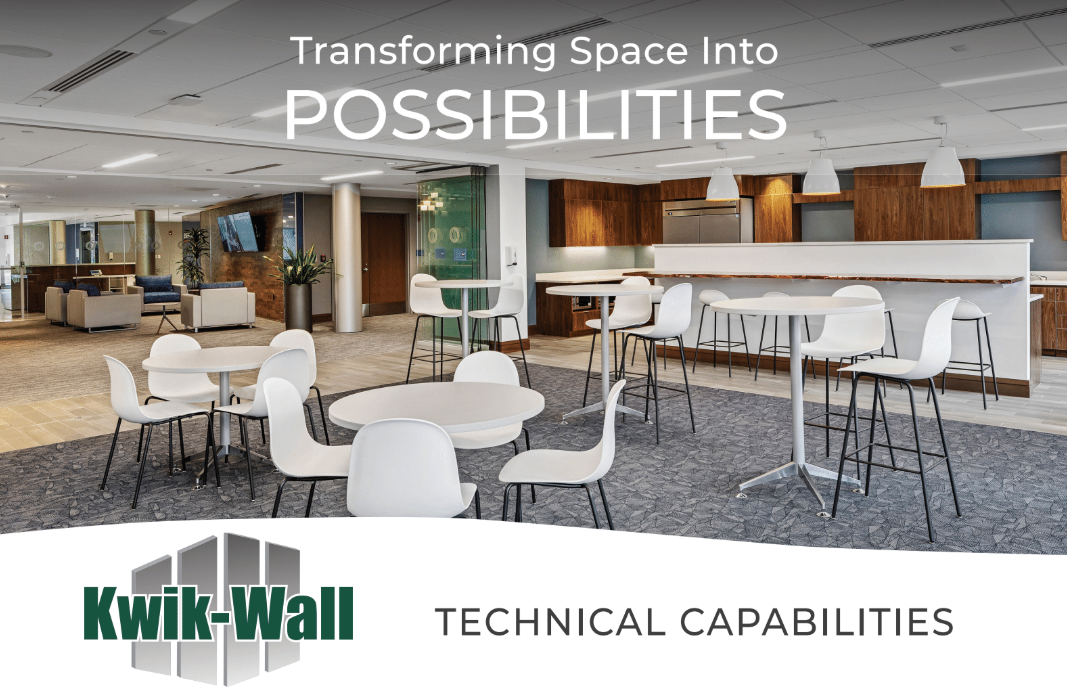 Transforming Space Into
POSSIBILITIES
Kwik-Wall
TECHNICAL CAPABILITIES